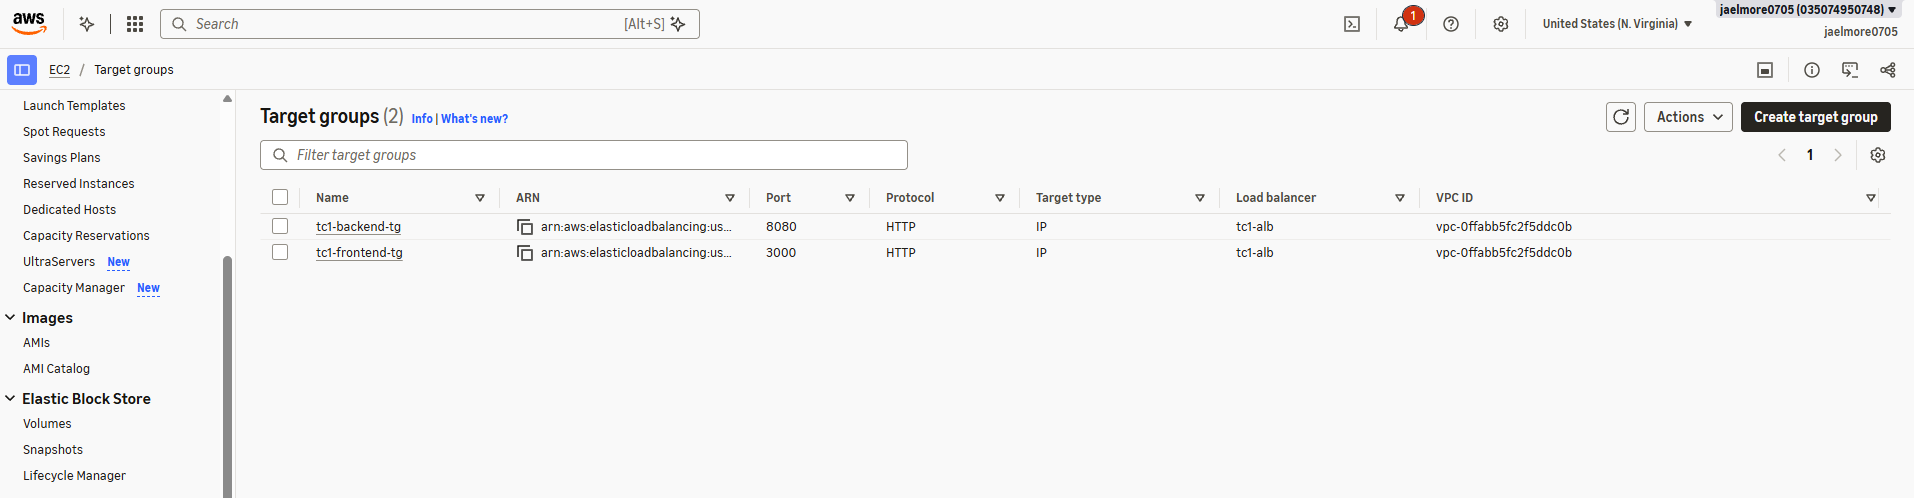 aws
Search [Alt+S]
1
United States (N. Virginia)
jaelmore0705 (035074950748)
jaelmore0705
EC2 / Target groups
Launch Templates
Spot Requests
Savings Plans
Reserved Instances
Dedicated Hosts
Capacity Reservations
UltraServers New
Capacity Manager New
Images
AMIs
AMI Catalog
Elastic Block Store
Volumes
Snapshots
Lifecycle Manager
Target groups (2) Info | What's new?
Actions
Create target group
Filter target groups
1
Name ARN Port Protocol Target type Load balancer VPC ID
tc1-backend-tg arn:aws:elasticloadbalancing:us... 8080 HTTP IP tc1-alb vpc-0ffabb5fc2f5ddc0b
tc1-frontend-tg arn:aws:elasticloadbalancing:us... 3000 HTTP IP tc1-alb vpc-0ffabb5fc2f5ddc0b